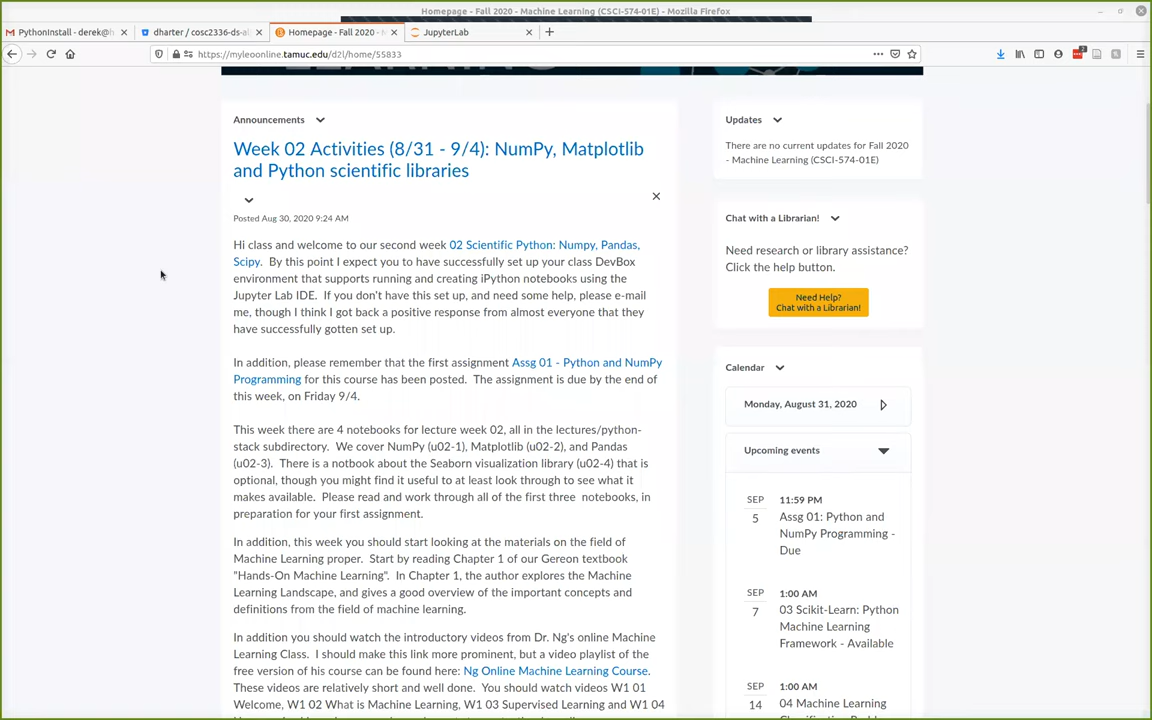 Homepage - Fall 2020 - Machine Learning (CSCI-574-01E) - Mozilla Firefox
PythonInstall - derek@h
dharter / cosc2336-ds-al
Homepage - Fall 2020 -
JupyterLab
https://myleoonline.tamuc.edu/d2l/home/55833
Announcements
Week 02 Activities (8/31 - 9/4): NumPy, Matplotlib
and Python scientific libraries
Posted Aug 30, 2020 9:24 AM
Hi class and welcome to our second week 02 Scientific Python: Numpy, Pandas,
Scipy. By this point I expect you to have successfully set up your class DevBox
environment that supports running and creating iPython notebooks using the
Jupyter Lab IDE. If you don't have this set up, and need some help, please e-mail
me, though I think I got back a positive response from almost everyone that they
have successfully gotten set up.
In addition, please remember that the first assignment Assg 01 - Python and NumPy
Programming for this course has been posted. The assignment is due by the end of
this week, on Friday 9/4.
This week there are 4 notebooks for lecture week 02, all in the lectures/python-
stack subdirectory. We cover NumPy (u02-1), Matplotlib (u02-2), and Pandas
(u02-3). There is a notbook about the Seaborn visualization library (u02-4) that is
optional, though you might find it useful to at least look through to see what it
makes available. Please read and work through all of the first three notebooks, in
preparation for your first assignment.
In addition, this week you should start looking at the materials on the field of
Machine Learning proper. Start by reading Chapter 1 of our Gereon textbook
"Hands-On Machine Learning". In Chapter 1, the author explores the Machine
Learning Landscape, and gives a good overview of the important concepts and
definitions from the field of machine learning.
In addition you should watch the introductory videos from Dr. Ng's online Machine
Learning Class. I should make this link more prominent, but a video playlist of the
free version of his course can be found here: Ng Online Machine Learning Course.
These videos are relatively short and well done. You should watch videos W1 01
Welcome, W1 02 What is Machine Learning, W1 03 Supervised Learning and W1 04
Updates
There are no current updates for Fall 2020
- Machine Learning (CSCI-574-01E)
Chat with a Librarian!
Need research or library assistance?
Click the help button.
Need Help?
Chat with a Librarian!
Calendar
Monday, August 31, 2020
Upcoming events
SEP
5
11:59 PM
Assg 01: Python and
NumPy Programming -
Due
SEP
7
1:00 AM
03 Scikit-Learn: Python
Machine Learning
Framework - Available
SEP
14
1:00 AM
04 Machine Learning